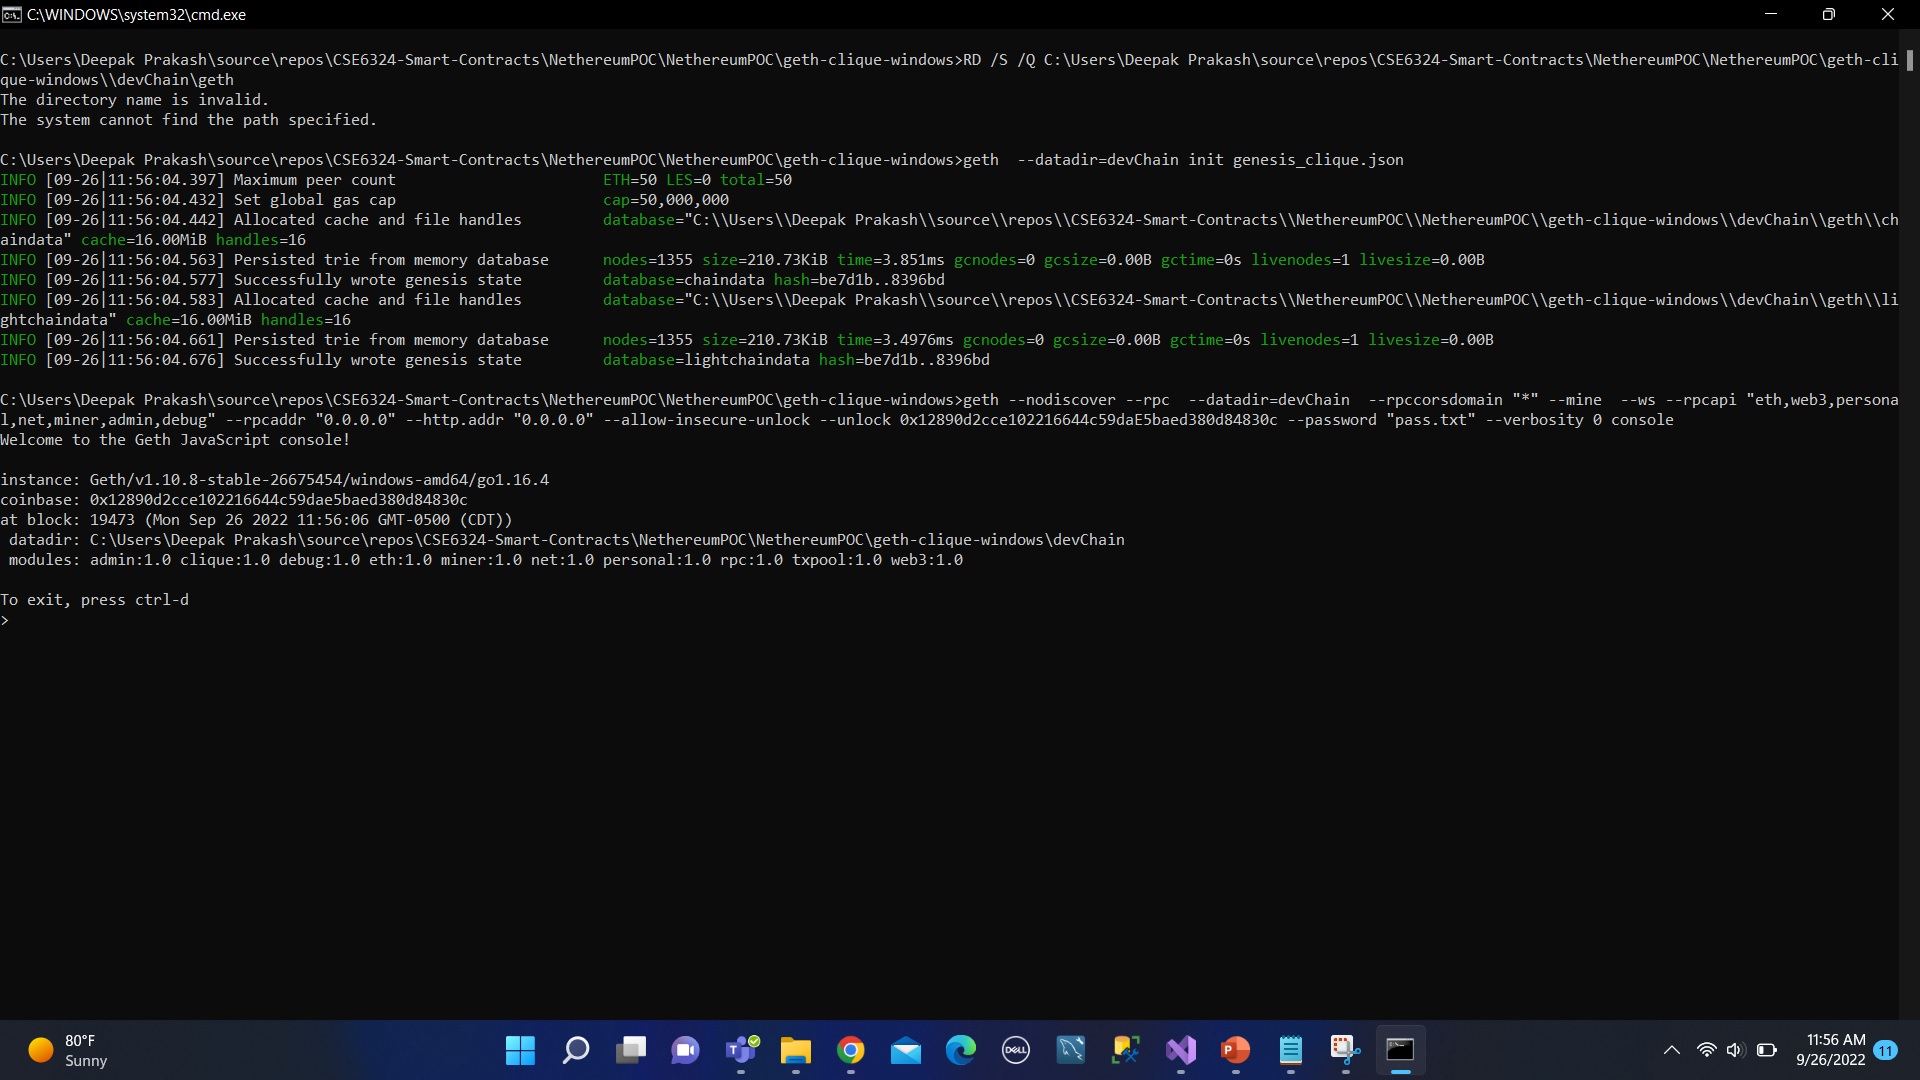 C:\WINDOWS\system32\cmd.exe
C:\Users\Deepak Prakash\source\repos\CSE6324-Smart-Contracts\NethereumPOC\NethereumPOC\geth-clique-windows>RD /S /Q C:\Users\Deepak Prakash\source\repos\CSE6324-Smart-Contracts\NethereumPOC\NethereumPOC\geth-cli
que-windows\\devChain\geth
The directory name is invalid.
The system cannot find the path specified.
C:\Users\Deepak Prakash\source\repos\CSE6324-Smart-Contracts\NethereumPOC\NethereumPOC\geth-clique-windows>geth  --datadir=devChain init genesis_clique.json
INFO [09-26|11:56:04.397] Maximum peer count                       ETH=50 LES=0 total=50
INFO [09-26|11:56:04.432] Set global gas cap                       cap=50,000,000
INFO [09-26|11:56:04.442] Allocated cache and file handles         database="C:\\Users\\Deepak Prakash\\source\\repos\\CSE6324-Smart-Contracts\\NethereumPOC\\NethereumPOC\\geth-clique-windows\\devChain\\geth\\ch
aindata" cache=16.00MiB handles=16
INFO [09-26|11:56:04.563] Persisted trie from memory database      nodes=1355 size=210.73KiB time=3.851ms gcnodes=0 gcsize=0.00B gctime=0s livenodes=1 livesize=0.00B
INFO [09-26|11:56:04.577] Successfully wrote genesis state         database=chaindata hash=be7d1b..8396bd
INFO [09-26|11:56:04.583] Allocated cache and file handles         database="C:\\Users\\Deepak Prakash\\source\\repos\\CSE6324-Smart-Contracts\\NethereumPOC\\NethereumPOC\\geth-clique-windows\\devChain\\geth\\li
ghtchaindata" cache=16.00MiB handles=16
INFO [09-26|11:56:04.661] Persisted trie from memory database      nodes=1355 size=210.73KiB time=3.4976ms gcnodes=0 gcsize=0.00B gctime=0s livenodes=1 livesize=0.00B
INFO [09-26|11:56:04.676] Successfully wrote genesis state         database=lightchaindata hash=be7d1b..8396bd
C:\Users\Deepak Prakash\source\repos\CSE6324-Smart-Contracts\NethereumPOC\NethereumPOC\geth-clique-windows>geth --nodiscover --rpc  --datadir=devChain  --rpccorsdomain "*" --mine  --ws --rpcapi "eth,web3,persona
l,net,miner,admin,debug" --rpcaddr "0.0.0.0" --http.addr "0.0.0.0" --allow-insecure-unlock --unlock 0x12890d2cce102216644c59daE5baed380d84830c --password "pass.txt" --verbosity 0 console
Welcome to the Geth JavaScript console!
instance: Geth/v1.10.8-stable-26675454/windows-amd64/go1.16.4
coinbase: 0x12890d2cce102216644c59dae5baed380d84830c
at block: 19473 (Mon Sep 26 2022 11:56:06 GMT-0500 (CDT))
 datadir: C:\Users\Deepak Prakash\source\repos\CSE6324-Smart-Contracts\NethereumPOC\NethereumPOC\geth-clique-windows\devChain
 modules: admin:1.0 clique:1.0 debug:1.0 eth:1.0 miner:1.0 net:1.0 personal:1.0 rpc:1.0 txpool:1.0 web3:1.0
To exit, press ctrl-d
>
80°F
Sunny
DELL
11:56 AM
9/26/2022
11